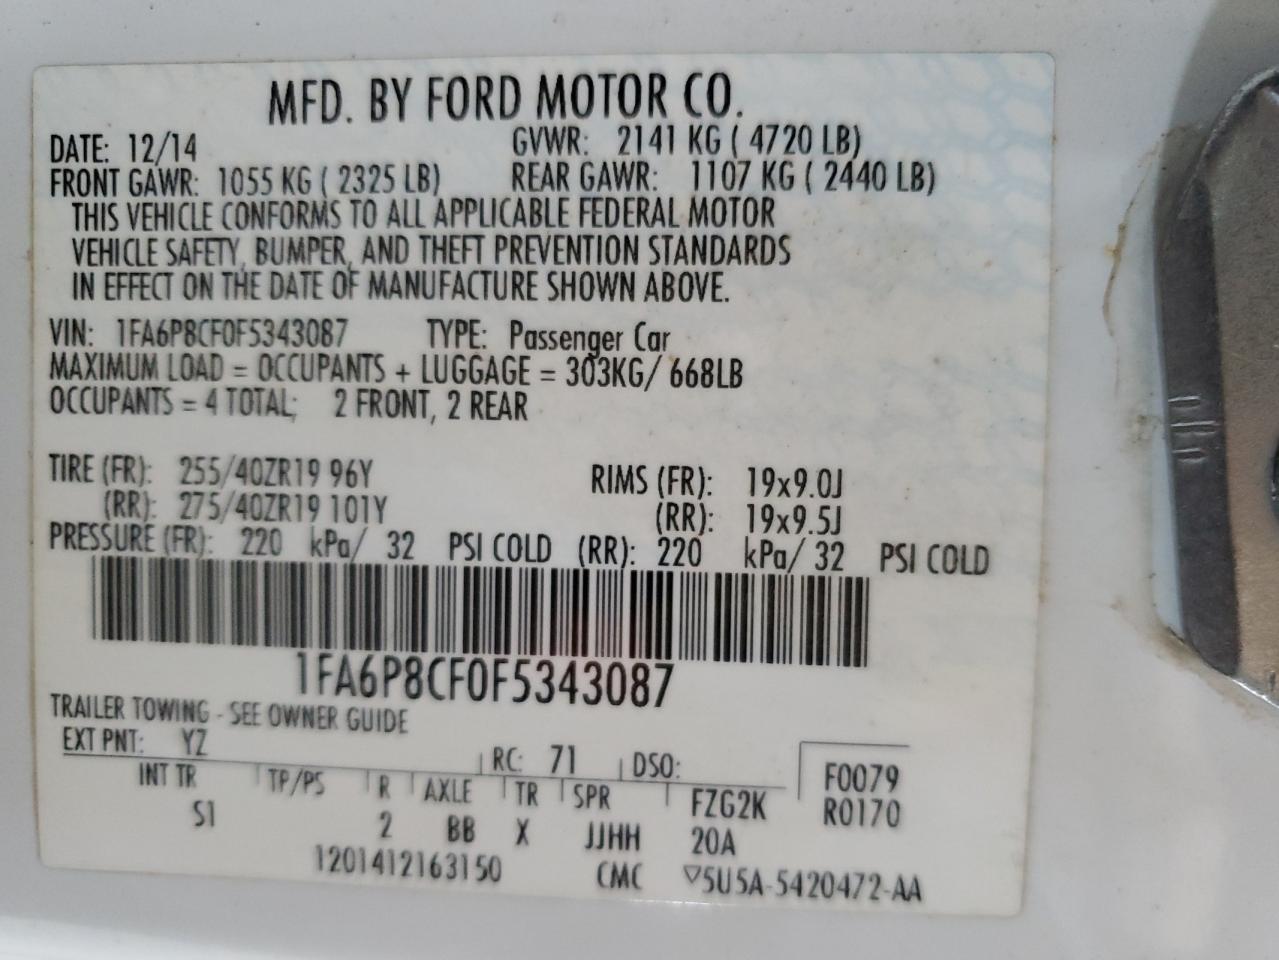 MFD. BY FORD MOTOR CO.
DATE: 12/14 GVWR: 2141 KG ( 4720 LB)
FRONT GAWR: 1055 KG ( 2325 LB) REAR GAWR: 1107 KG ( 2440 LB)
THIS VEHICLE CONFORMS TO ALL APPLICABLE FEDERAL MOTOR
VEHICLE SAFETY, BUMPER, AND THEFT PREVENTION STANDARDS
IN EFFECT ON THE DATE OF MANUFACTURE SHOWN ABOVE.
VIN: 1FA6P8CF0F5343087 TYPE: Passenger Car
MAXIMUM LOAD = OCCUPANTS + LUGGAGE = 303KG/ 668LB
OCCUPANTS = 4 TOTAL; 2 FRONT, 2 REAR
TIRE (FR): 255/40ZR19 96Y RIMS (FR): 19x9.0J
(RR): 275/40ZR19 101Y (RR): 19x9.5J
PRESSURE (FR): 220 kPa/ 32 PSI COLD (RR): 220 kPa/ 32 PSI COLD
1FA6P8CF0F5343087
TRAILER TOWING - SEE OWNER GUIDE
EXT PNT: YZ RC: 71 DSO: F0079
INT TR TP/PS R AXLE TR SPR FZG2K R0170
S1 2 BB X JJHH 20A
1201412163150 CMC ▽5U5A-5420472-AA